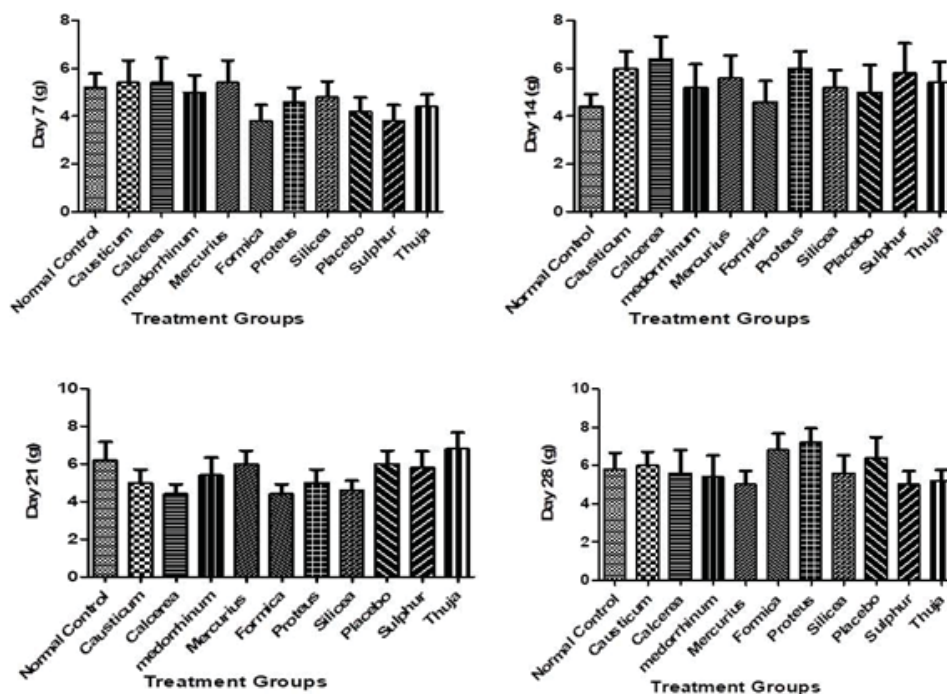 8
6
4
2
0
Day 7 (g)
Normal Control
Causticum
Calcerea
medorrhinum
Mercurius
Formica
Proteus
Silicea
Placebo
Sulphur
Thuja
Treatment Groups
8
6
4
2
0
Day 14 (g)
Normal Control
Causticum
Calcerea
medorrhinum
Mercurius
Formica
Proteus
Silicea
Placebo
Sulphur
Thuja
Treatment Groups
10
8
6
4
2
0
Day 21 (g)
Normal Control
Causticum
Calcerea
medorrhinum
Mercurius
Formica
Proteus
Silicea
Placebo
Sulphur
Thuja
Treatment Groups
10
8
6
4
2
0
Day 28 (g)
Normal Control
Causticum
Calcerea
medorrhinum
Mercurius
Formica
Proteus
Silicea
Placebo
Sulphur
Thuja
Treatment Groups